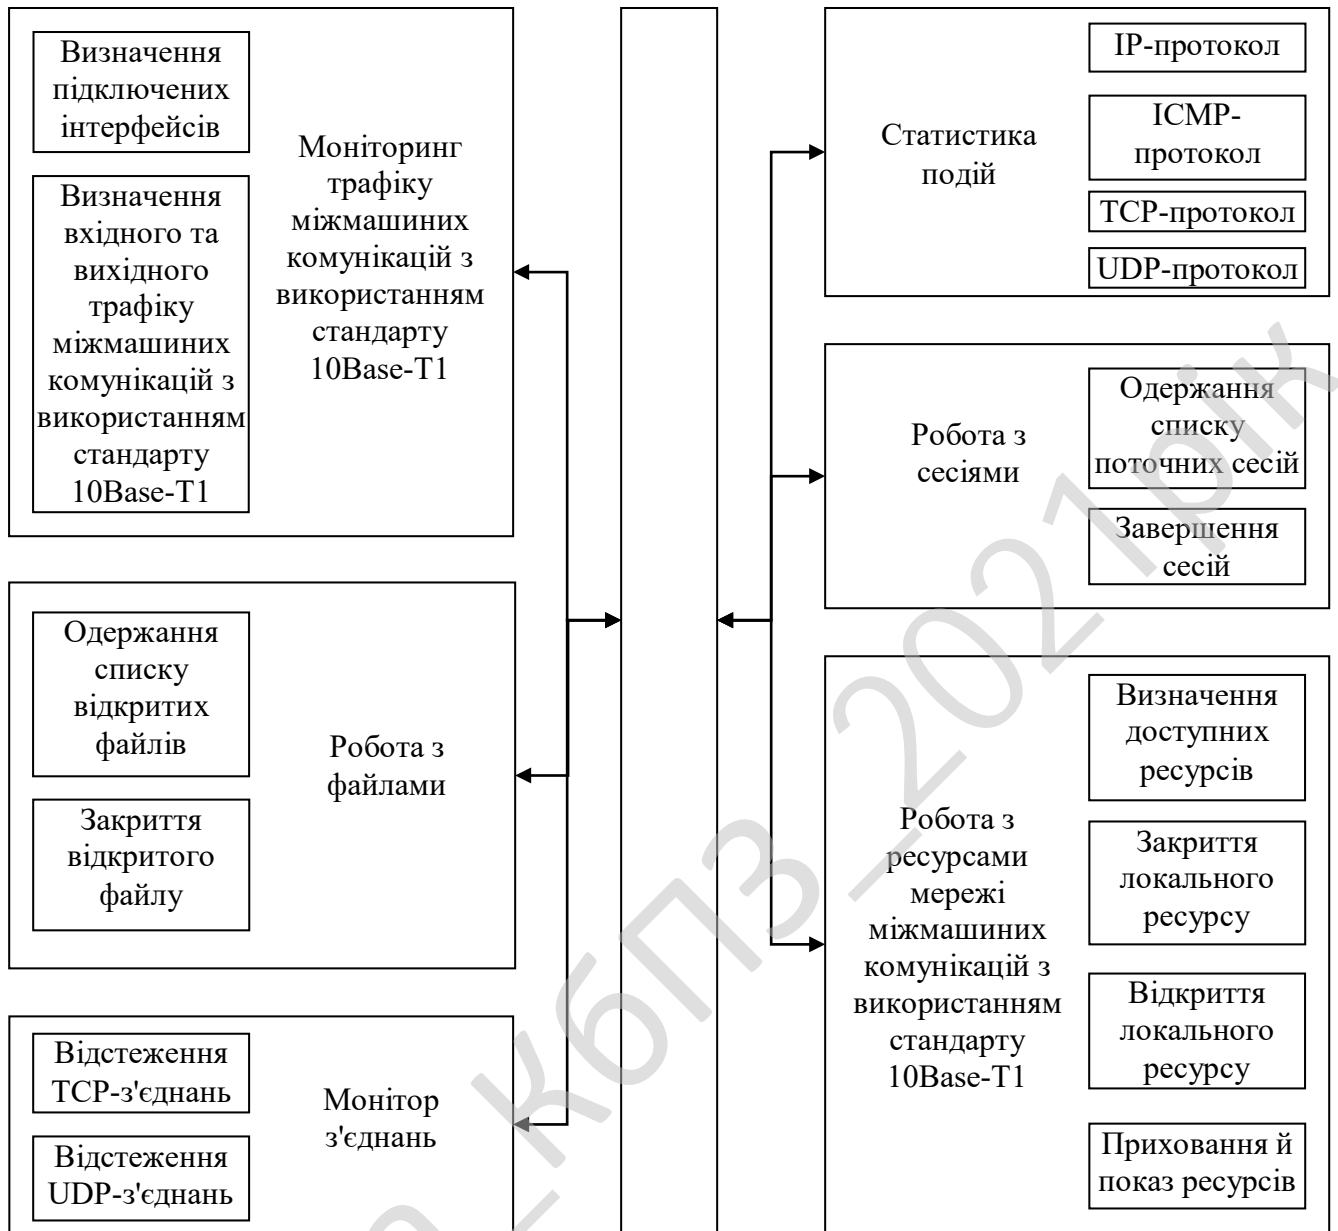 Визначення
підключених
інтерфейсів
Визначення
вхідного та
вихідного
трафіку
міжмашиних
комунікацій з
використанням
стандарту
10Base-T1
Моніторинг
трафіку
міжмашиних
комунікацій з
використанням
стандарту
10Base-T1
Одержання
списку
відкритих
файлів
Закриття
відкритого
файлу
Робота з
файлами
Відстеження
TCP-з'єднань
Відстеження
UDP-з'єднань
Монітор
з'єднань
Статистика
подій
IP-протокол
ICMP-
протокол
TCP-протокол
UDP-протокол
Робота з
сесіями
Одержання
списку
поточних сесій
Завершення
сесій
Робота з
ресурсами
мережі
міжмашиних
комунікацій з
використанням
стандарту
10Base-T1
Визначення
доступних
ресурсів
Закриття
локального
ресурсу
Відкриття
локального
ресурсу
Приховання й
показ ресурсів
_КбПЗ_2021рік